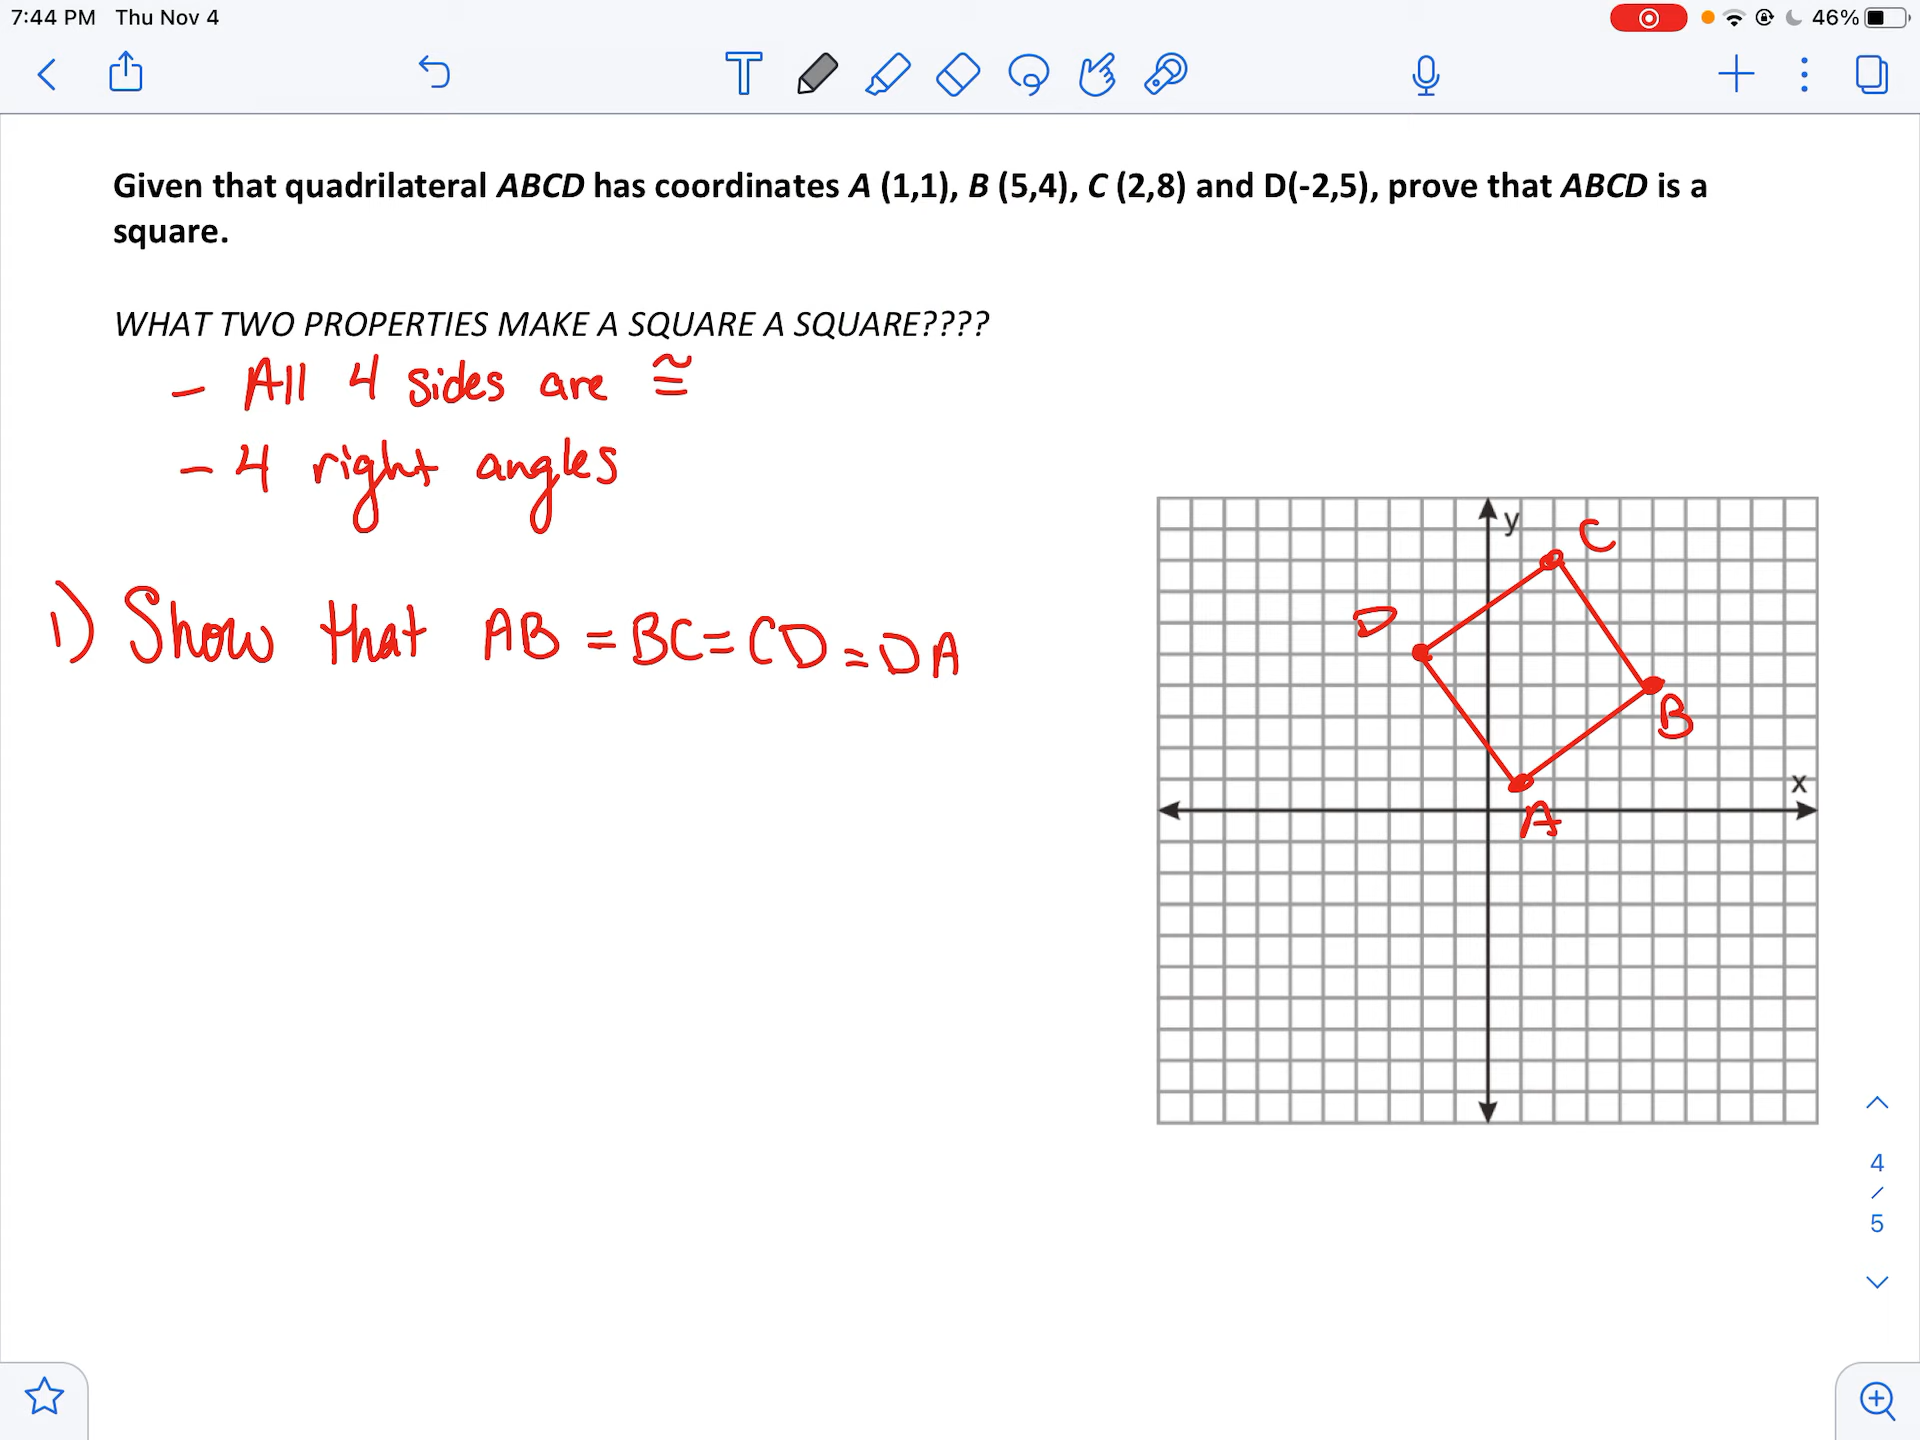 7:44 PM Thu Nov 4
46%
T
Given that quadrilateral ABCD has coordinates A (1,1), B (5,4), C (2,8) and D(-2,5), prove that ABCD is a
square.
WHAT TWO PROPERTIES MAKE A SQUARE A SQUARE????
- All 4 sides are ≅
- 4 right angles
1) Show that AB = BC = CD = DA
y
C
D
B
x
A
4
/
5